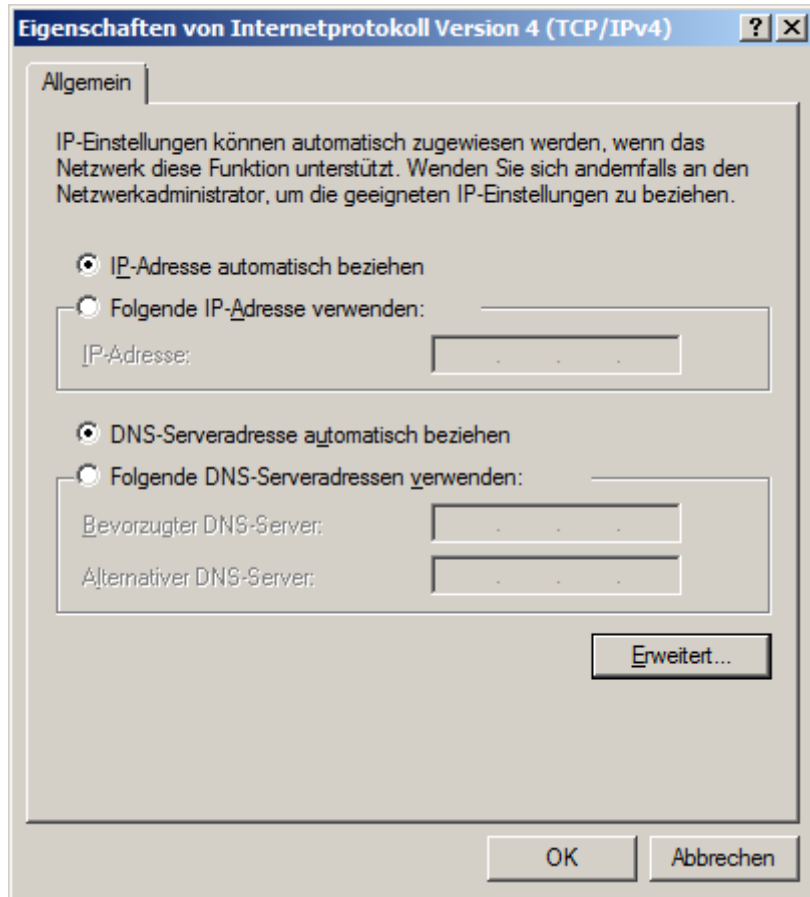 Eigenschaften von Internetprotokoll Version 4 (TCP/IPv4)
Allgemein
IP-Einstellungen können automatisch zugewiesen werden, wenn das
Netzwerk diese Funktion unterstützt. Wenden Sie sich andernfalls an den
Netzwerkadministrator, um die geeigneten IP-Einstellungen zu beziehen.
IP-Adresse automatisch beziehen
Folgende IP-Adresse verwenden:
IP-Adresse:
DNS-Serveradresse automatisch beziehen
Folgende DNS-Serveradressen verwenden:
Bevorzugter DNS-Server:
Alternativer DNS-Server:
Erweitert...
OK
Abbrechen